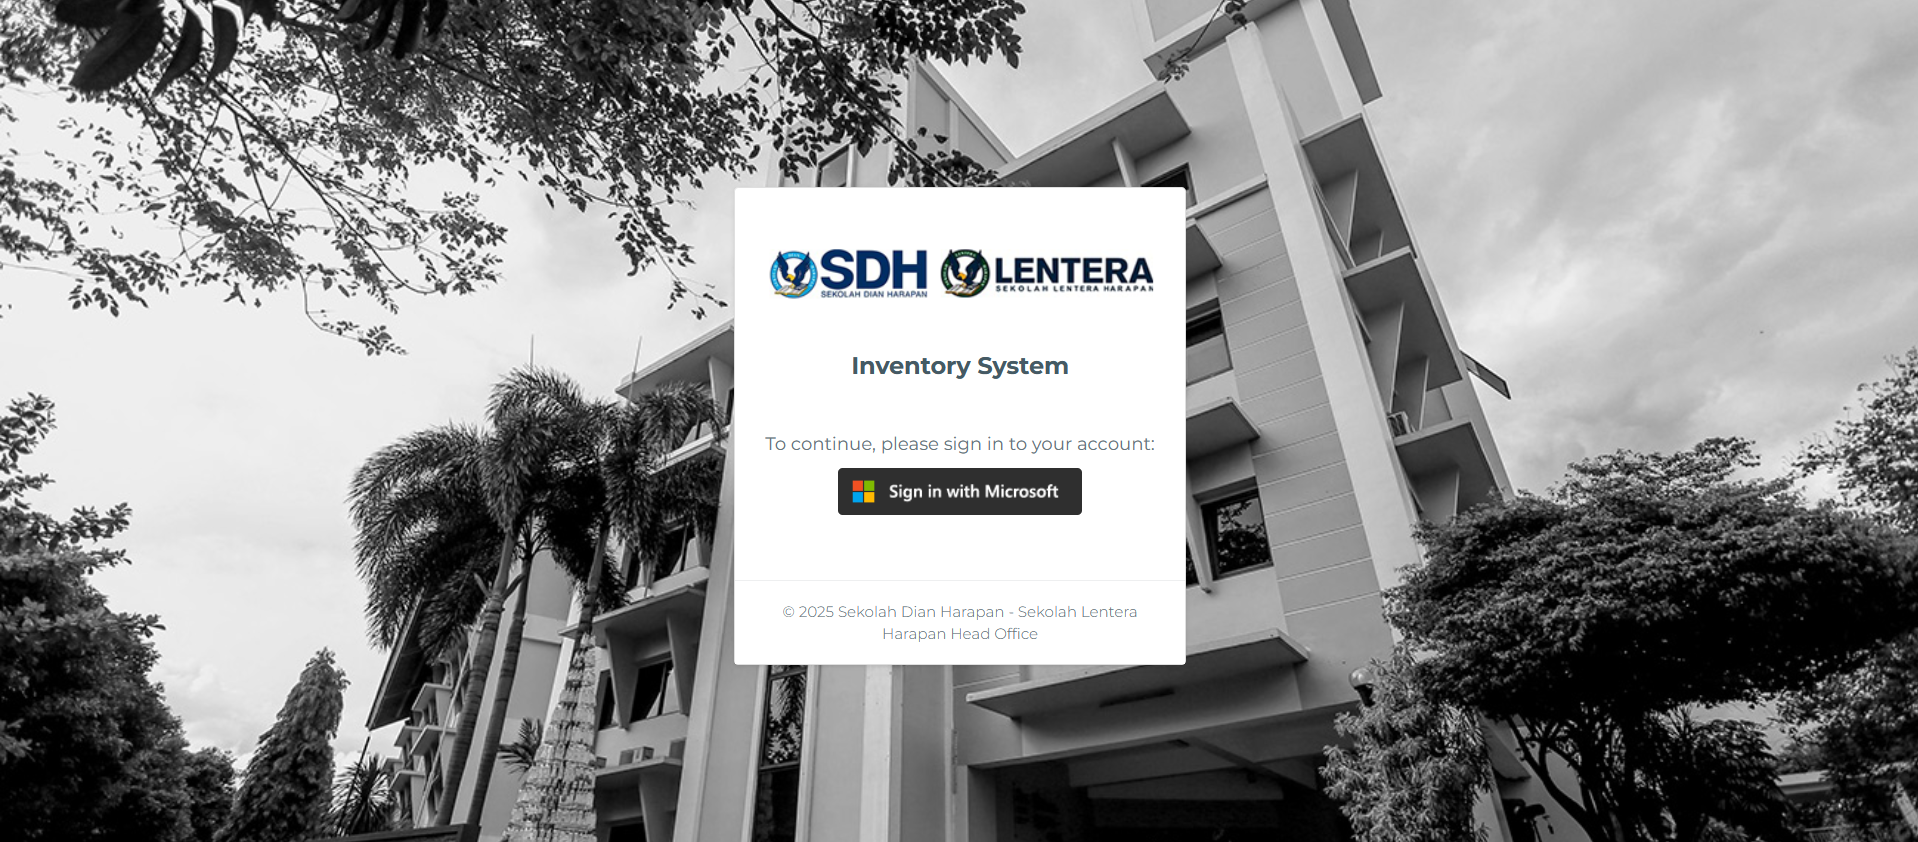 SDH
SEKOLAH DIAN HARAPAN
LENTERA
SEKOLAH LENTERA HARAPAN
Inventory System
To continue, please sign in to your account:
Sign in with Microsoft
© 2025 Sekolah Dian Harapan - Sekolah Lentera
Harapan Head Office